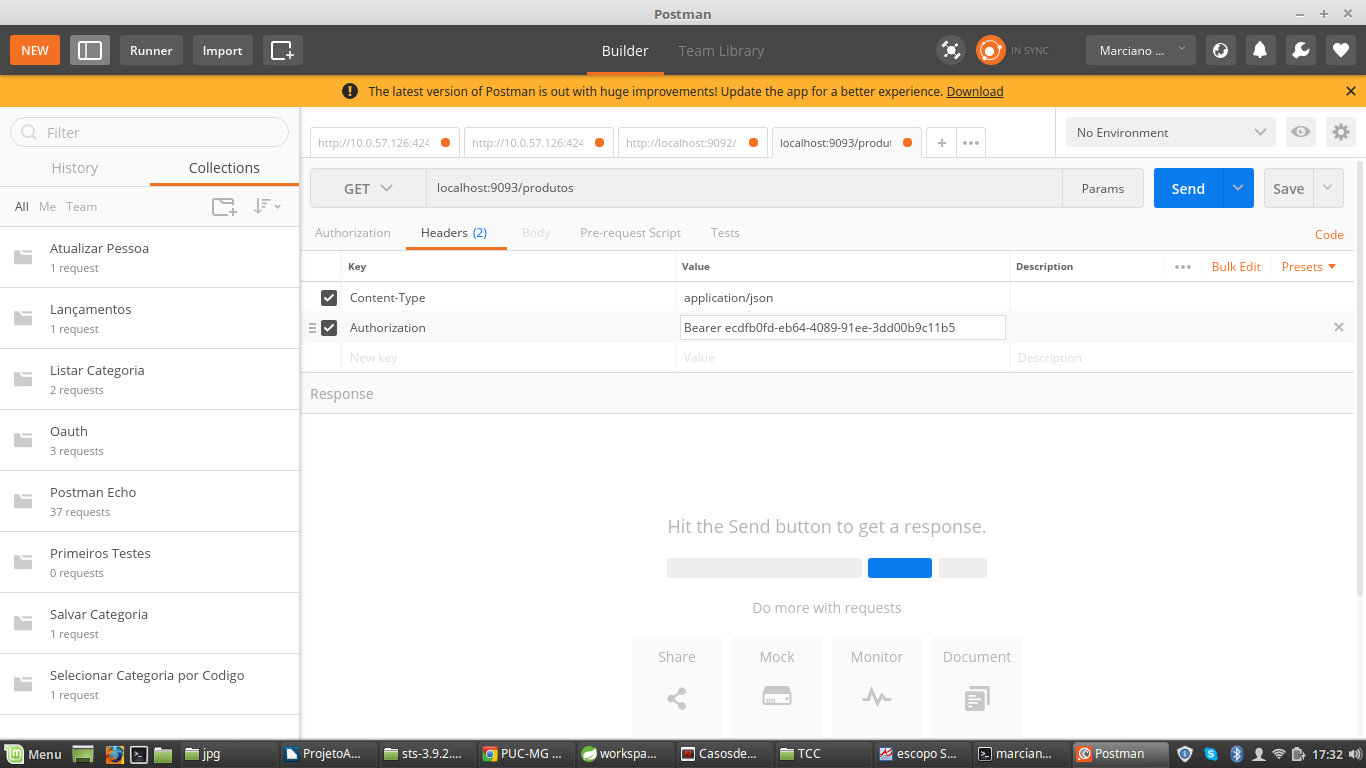 Postman
NEW
Runner
Import
Builder
Team Library
IN SYNC
Marciano ...
The latest version of Postman is out with huge improvements! Update the app for a better experience. Download
Filter
History
Collections
All
Me
Team
Atualizar Pessoa
1 request
Lançamentos
1 request
Listar Categoria
2 requests
Oauth
3 requests
Postman Echo
37 requests
Primeiros Testes
0 requests
Salvar Categoria
1 request
Selecionar Categoria por Codigo
1 request
http://10.0.57.126:424
http://10.0.57.126:424
http://localhost:9092/
localhost:9093/produt
No Environment
GET
localhost:9093/produtos
Params
Send
Save
Authorization
Headers (2)
Body
Pre-request Script
Tests
Code
Key
Value
Description
Bulk Edit
Presets
Content-Type
application/json
Authorization
Bearer ecdfb0fd-eb64-4089-91ee-3dd00b9c11b5
New key
Value
Description
Response
Hit the Send button to get a response.
Do more with requests
Share
Mock
Monitor
Document
Menu
jpg
ProjetoA...
sts-3.9.2....
PUC-MG ...
workspa...
Casosde...
TCC
escopo S...
marcian...
Postman
17:32